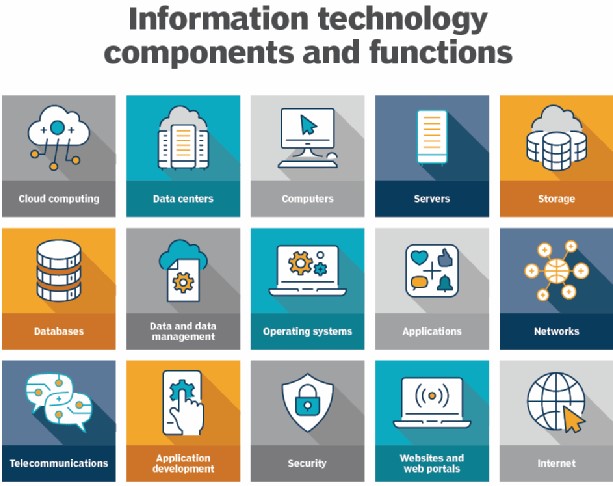 Information technology
components and functions
Cloud computing
Data centers
Computers
Servers
Storage
Databases
Data and data
management
Operating systems
Applications
Networks
Telecommunications
Application
development
Security
Websites and
web portals
Internet